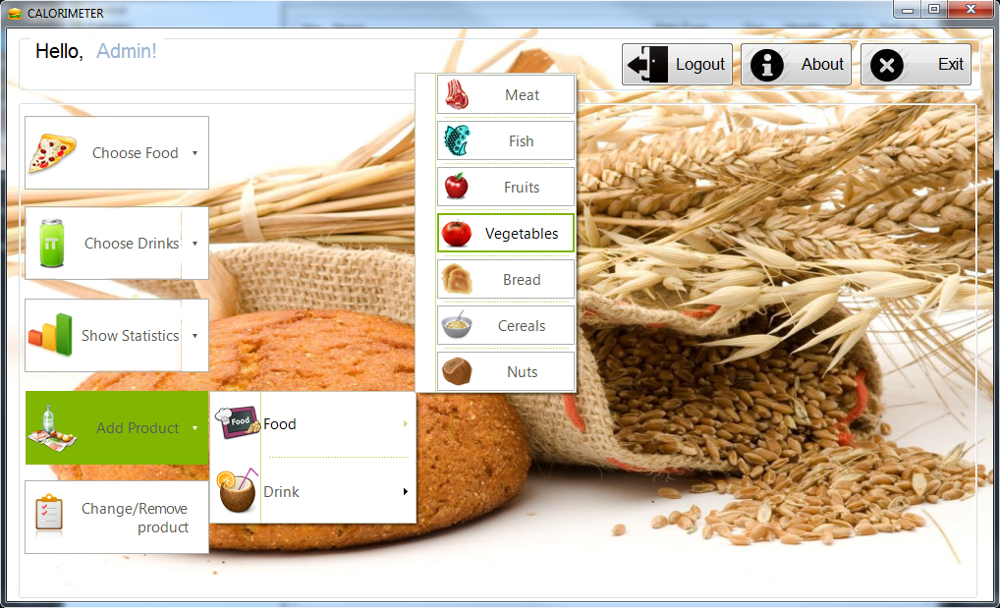 CALORIMETER
Hello, Admin!
Logout
About
Exit
Choose Food
Choose Drinks
Show Statistics
Add Product
Change/Remove
product
Food
Food
Drink
Meat
Fish
Fruits
Vegetables
Bread
Cereals
Nuts